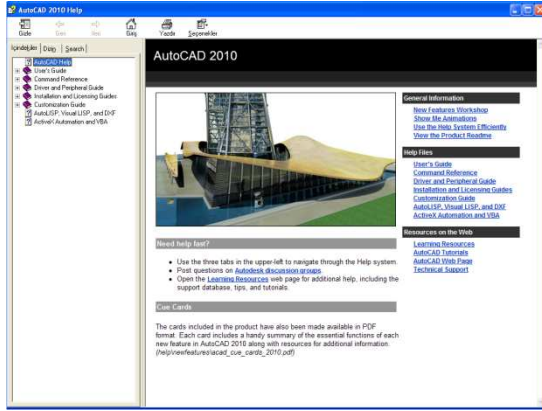 AutoCAD 2010 Help
Gizle
Geri
İleri
Giriş
Yazdır
Seçenekler
İçindekiler
Dizin
Search
AutoCAD Help
User's Guide
Command Reference
Driver and Peripheral Guide
Installation and Licensing Guides
Customization Guide
AutoLISP, Visual LISP, and DXF
ActiveX Automation and VBA
AutoCAD 2010
Need help fast?
Use the three tabs in the upper-left to navigate through the Help system.
Post questions on Autodesk discussion groups.
Open the Learning Resources web page for additional help, including the
support database, tips, and tutorials.
Cue Cards
The cards included in the product have also been made available in PDF
format. Each card includes a handy summary of the essential functions of each
new feature in AutoCAD 2010 along with resources for additional information.
(help\newfeatures\acad_cue_cards_2010.pdf)
General Information
New Features Workshop
Show Me Animations
Use the Help System Efficiently
View the Product Readme
Help Files
User's Guide
Command Reference
Driver and Peripheral Guide
Installation and Licensing Guides
Customization Guide
AutoLISP, Visual LISP, and DXF
ActiveX Automation and VBA
Resources on the Web
Learning Resources
AutoCAD Tutorials
AutoCAD Web Page
Technical Support